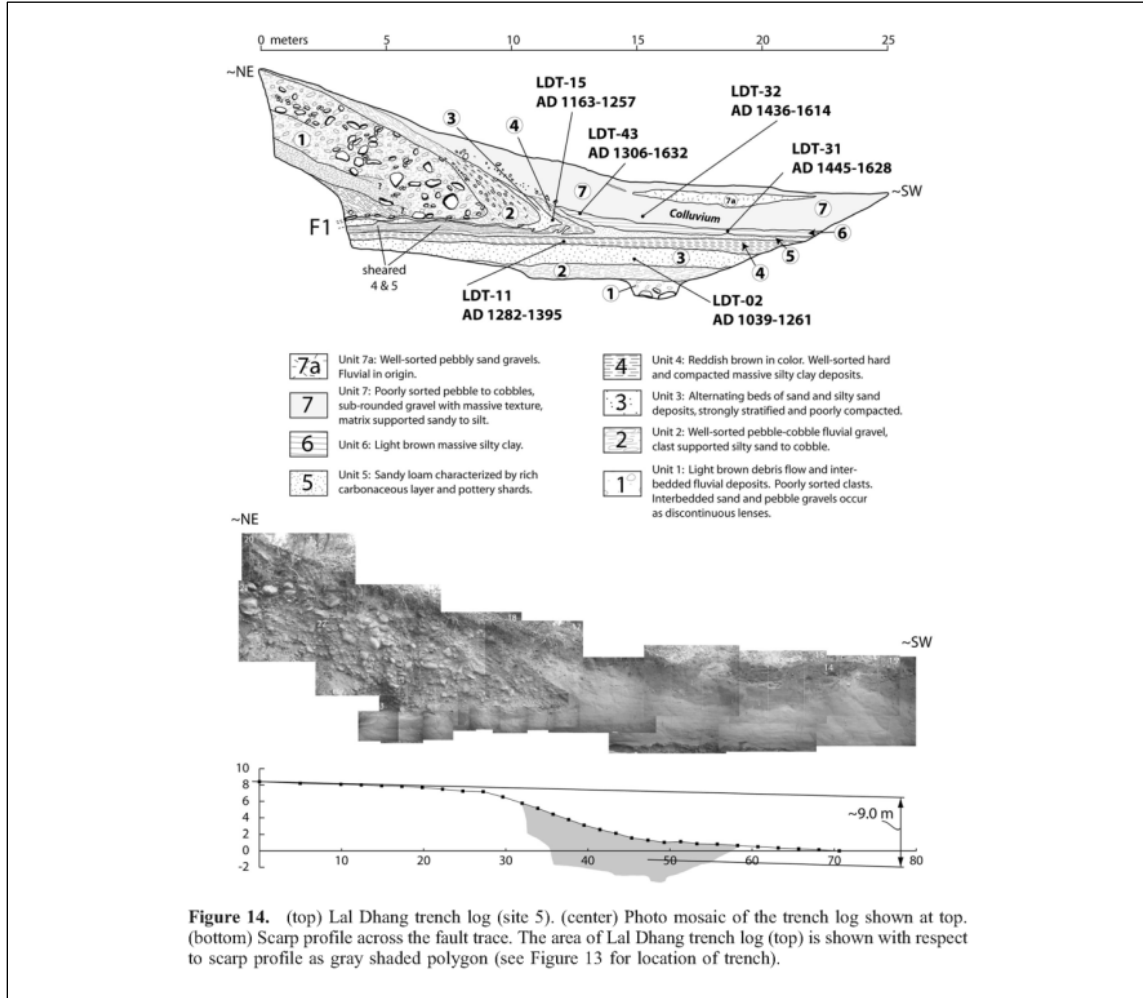 0 meters 5 10 15 20 25
~NE
LDT-15
AD 1163-1257
LDT-32
AD 1436-1614
LDT-43
AD 1306-1632
LDT-31
AD 1445-1628
3
4
1
7
7a
~SW
2
Colluvium
7
F1
6
3
5
4
sheared
4 & 5
2
1
LDT-11
AD 1282-1395
LDT-02
AD 1039-1261
7a Unit 7a: Well-sorted pebbly sand gravels.
Fluvial in origin.
7 Unit 7: Poorly sorted pebble to cobbles,
sub-rounded gravel with massive texture,
matrix supported sandy to silt.
6 Unit 6: Light brown massive silty clay.
5 Unit 5: Sandy loam characterized by rich
carbonaceous layer and pottery shards.
4 Unit 4: Reddish brown in color. Well-sorted hard
and compacted massive silty clay deposits.
3 Unit 3: Alternating beds of sand and silty sand
deposits, strongly stratified and poorly compacted.
2 Unit 2: Well-sorted pebble-cobble fluvial gravel,
clast supported silty sand to cobble.
1 Unit 1: Light brown debris flow and inter-
bedded fluvial deposits. Poorly sorted clasts.
Interbedded sand and pebble gravels occur
as discontinuous lenses.
~NE
~SW
10
8
6
4
2
0
-2
~9.0 m
10 20 30 40 50 60 70 80
Figure 14. (top) Lal Dhang trench log (site 5). (center) Photo mosaic of the trench log shown at top.
(bottom) Scarp profile across the fault trace. The area of Lal Dhang trench log (top) is shown with respect
to scarp profile as gray shaded polygon (see Figure 13 for location of trench).